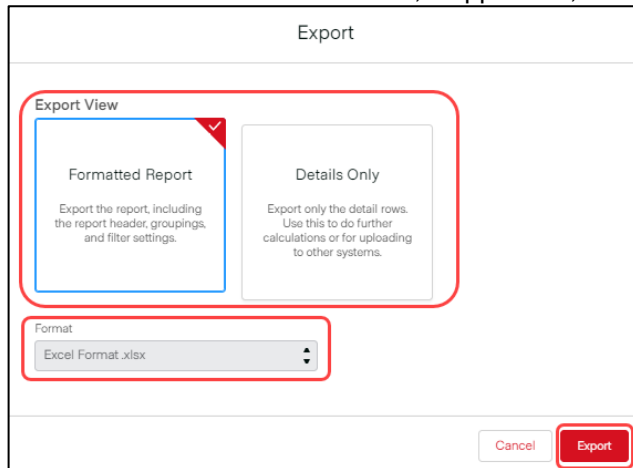 Export
Export View
Formatted Report
Export the report, including
the report header, groupings,
and filter settings.
Details Only
Export only the detail rows.
Use this to do further
calculations or for uploading
to other systems.
Format
Excel Format .xlsx
Cancel
Export